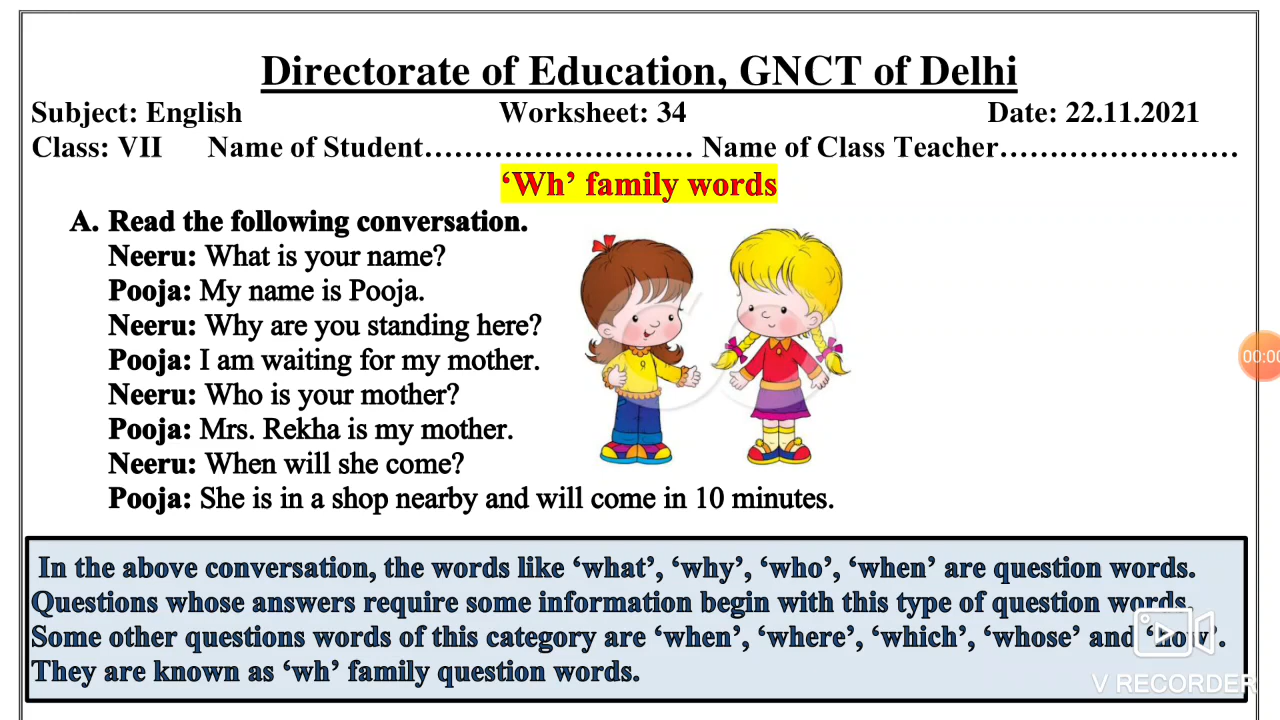 Directorate of Education, GNCT of Delhi
Subject: English Worksheet: 34 Date: 22.11.2021
Class: VII Name of Student.............................. Name of Class Teacher........................
‘Wh’ family words
A. Read the following conversation.
Neeru: What is your name?
Pooja: My name is Pooja.
Neeru: Why are you standing here?
Pooja: I am waiting for my mother.
Neeru: Who is your mother?
Pooja: Mrs. Rekha is my mother.
Neeru: When will she come?
Pooja: She is in a shop nearby and will come in 10 minutes.
00:00
In the above conversation, the words like ‘what’, ‘why’, ‘who’, ‘when’ are question words.
Questions whose answers require some information begin with this type of question words.
Some other questions words of this category are ‘when’, ‘where’, ‘which’, ‘whose’ and ‘how’.
They are known as ‘wh’ family question words.
V RECORDER